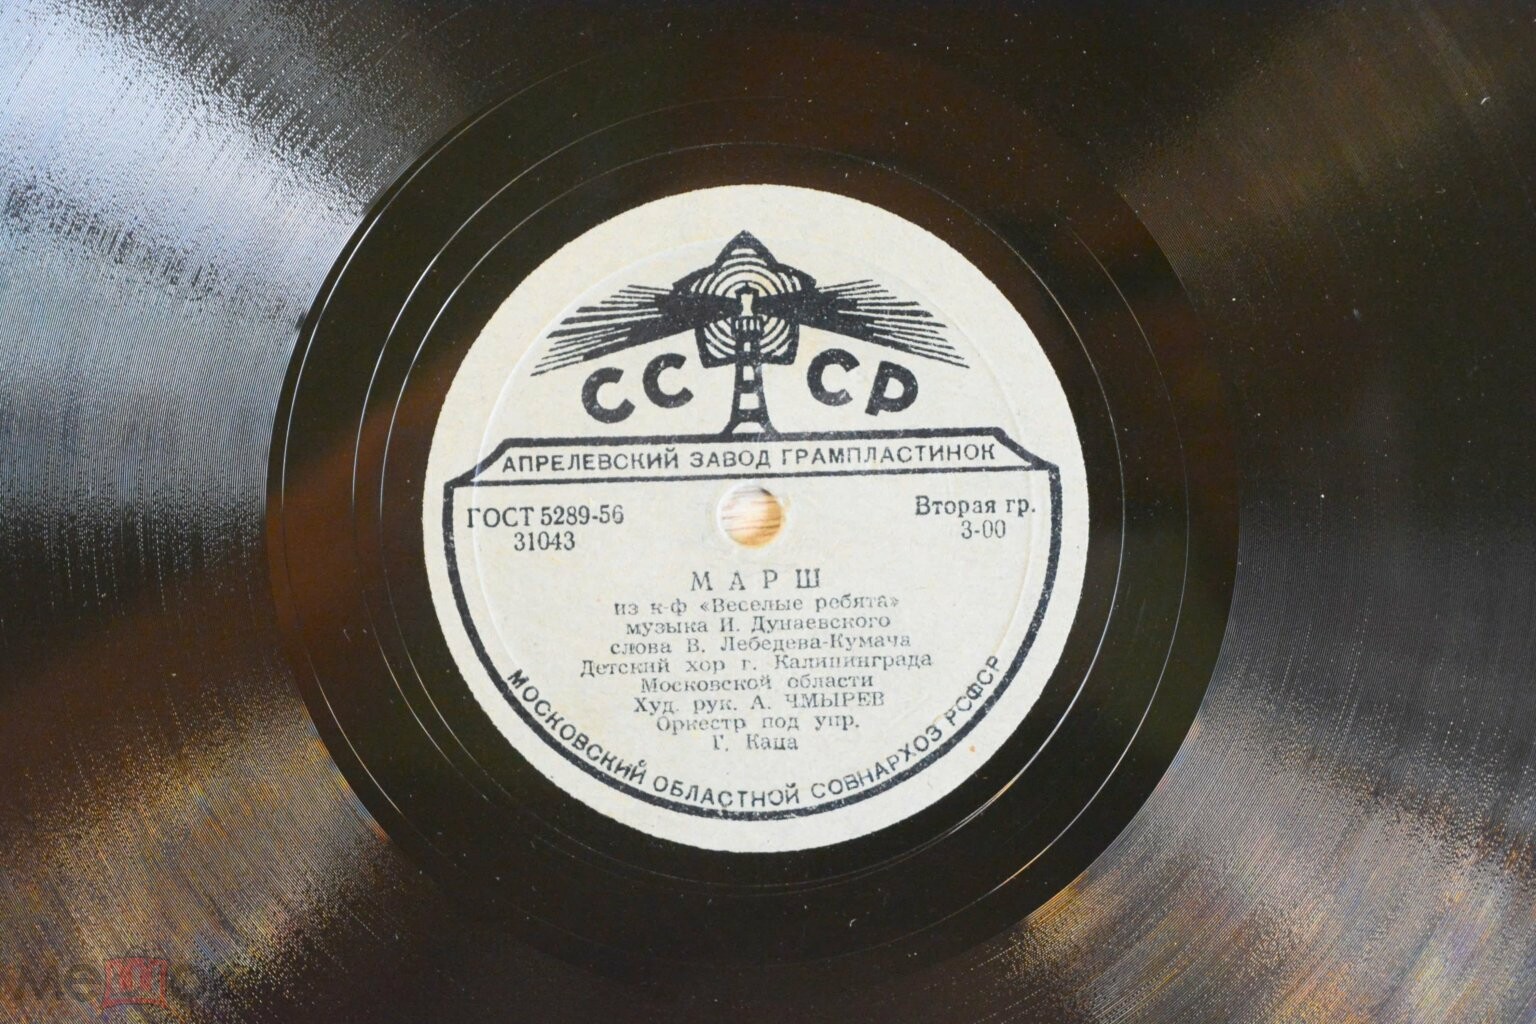 СССР
АПРЕЛЕВСКИЙ ЗАВОД ГРАМПЛАСТИНОК
ГОСТ 5289-56
31043
Вторая гр.
3-00
МАРШ
из к-ф «Веселые ребята»
музыка И. Дунаевского
слова В. Лебедева-Кумача
Детский хор г. Калининграда
Московской области
Худ. рук. А. ЧМЫРЕВ
Оркестр под упр.
Г. Каца
МОСКОВСКИЙ ОБЛАСТНОЙ СОВНАРХОЗ РСФСР